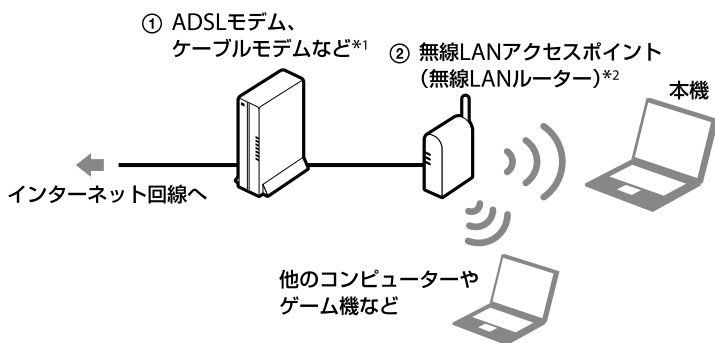 ① ADSLモデム、
ケーブルモデムなど*1
② 無線LANアクセスポイント
（無線LANルーター）*2
本機
インターネット回線へ
他のコンピューターや
ゲーム機など